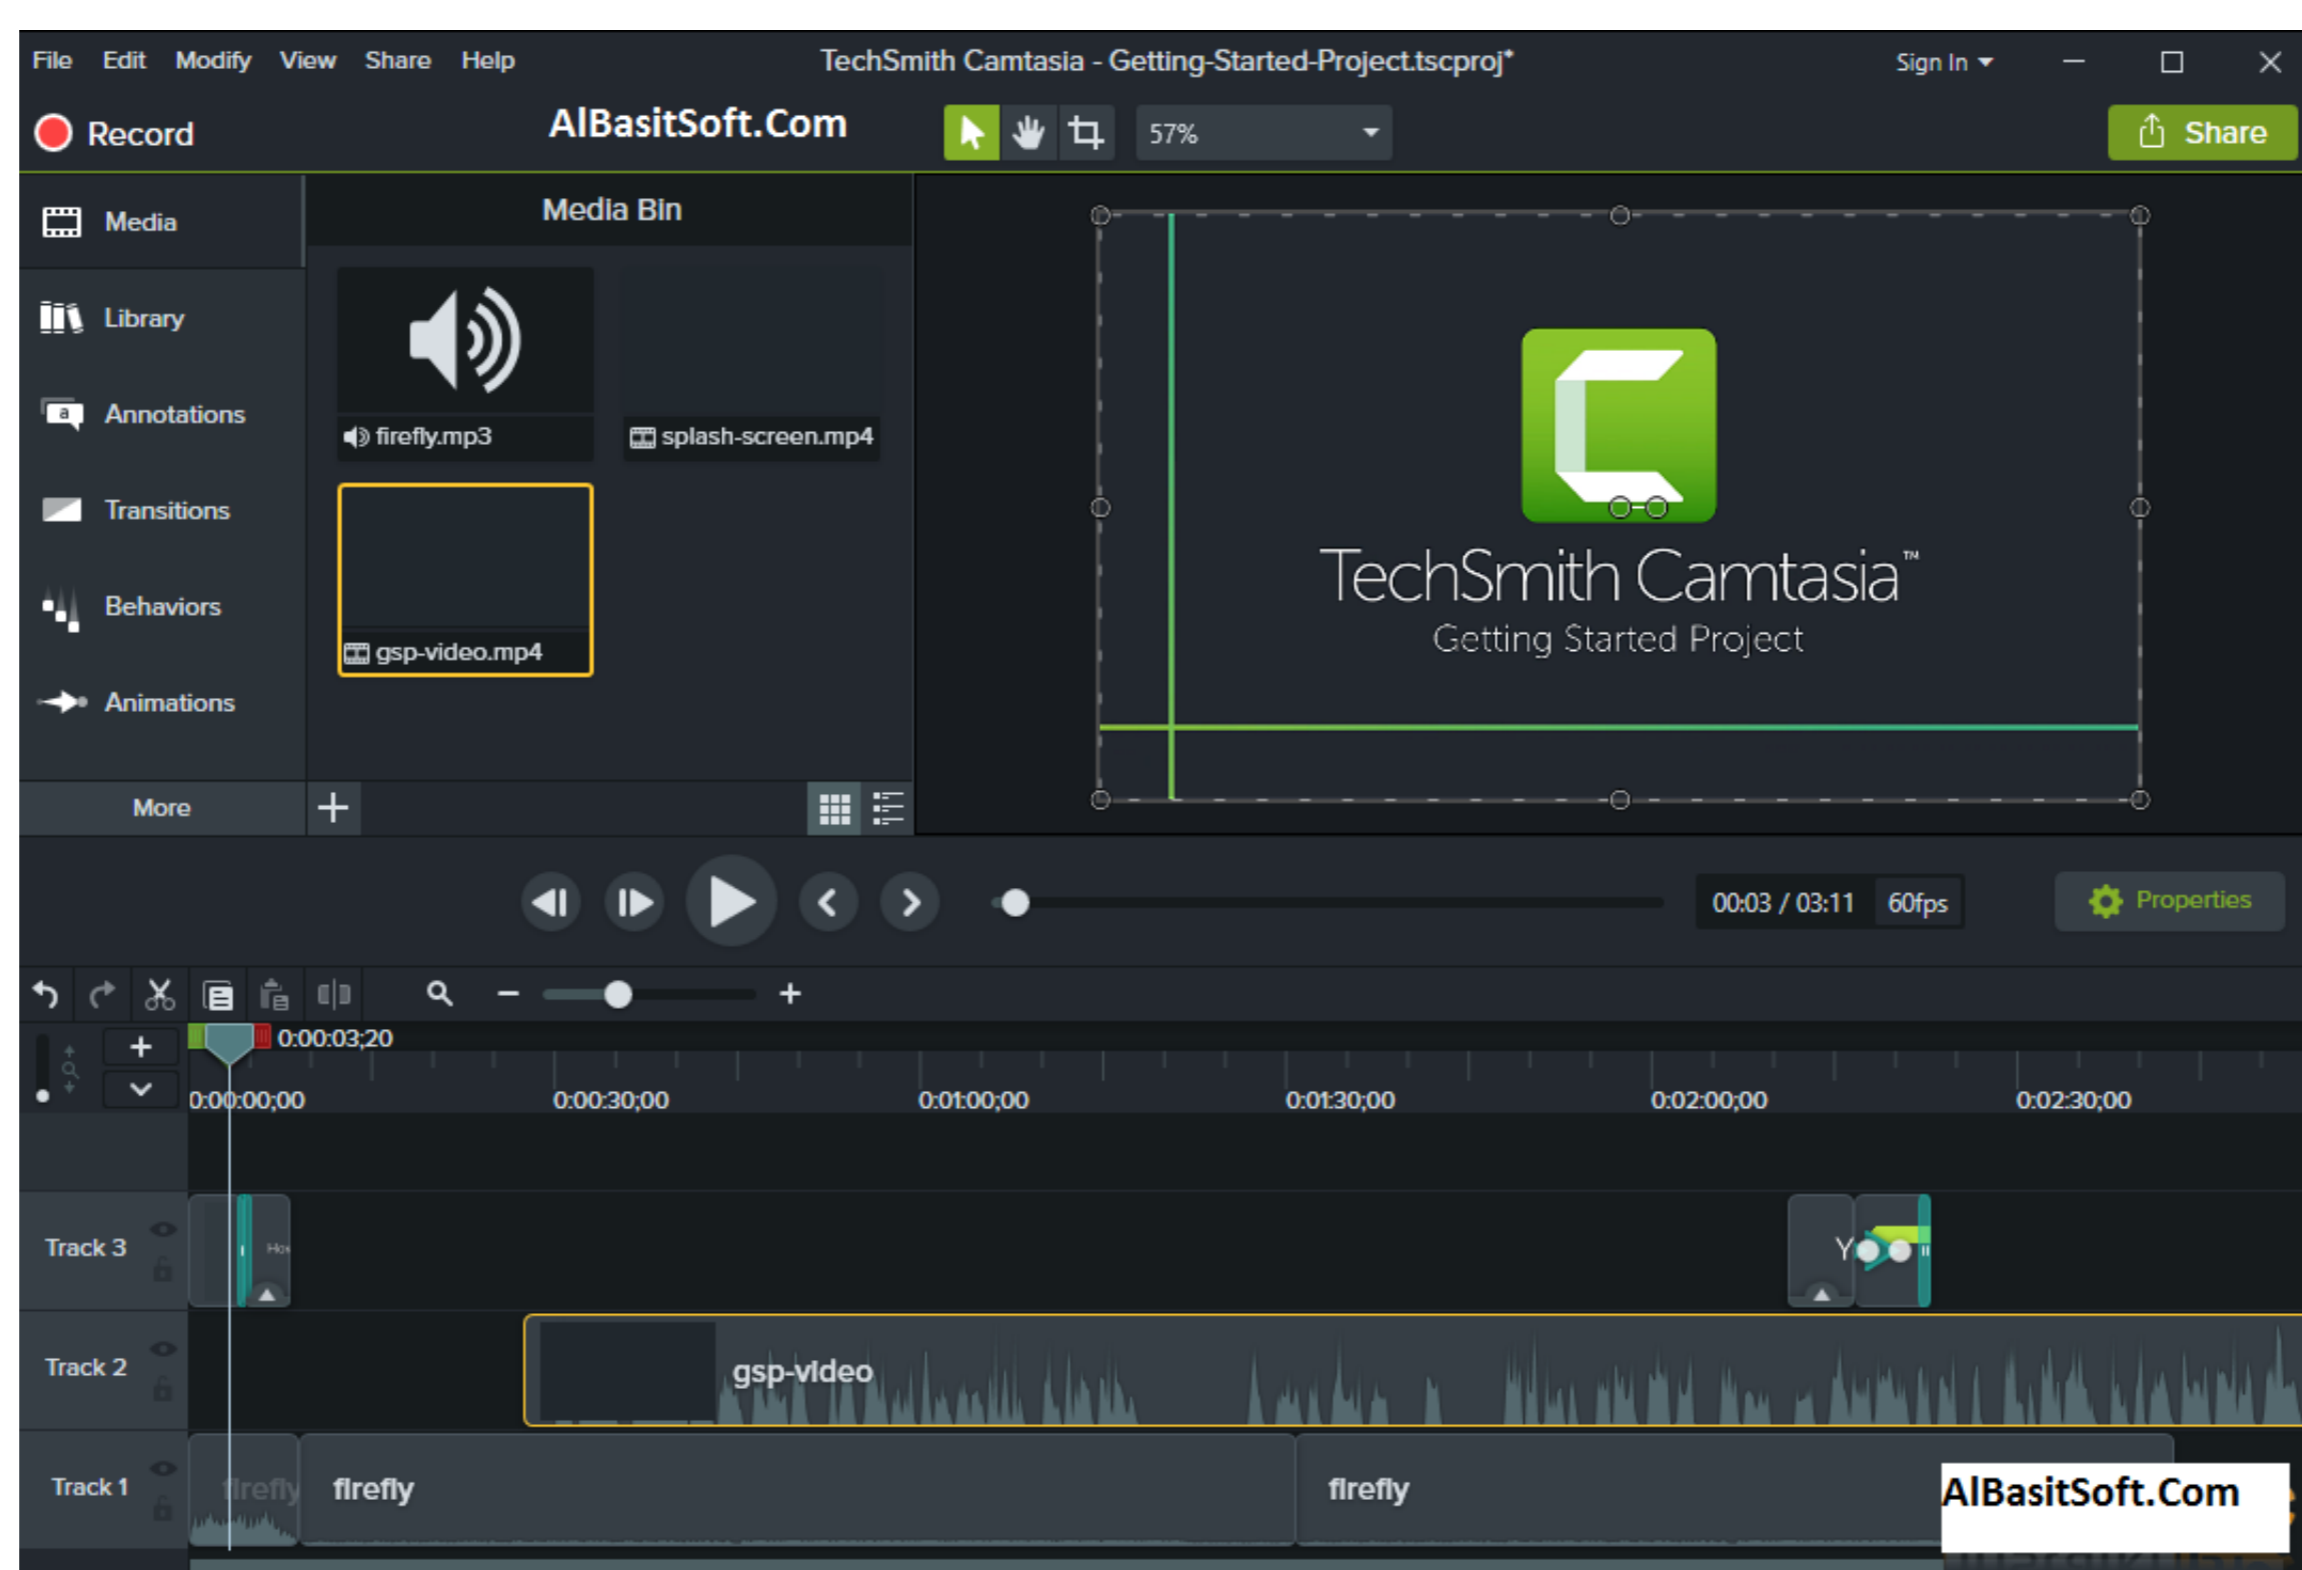 File Edit Modify View Share Help TechSmith Camtasia - Getting-Started-Project.tscproj* Sign In
Record AlBasitSoft.Com 57% Share
Media
Media Bin
Library
Annotations
Transitions
Behaviors
Animations
More
firefly.mp3 splash-screen.mp4
gsp-video.mp4
TechSmith Camtasia™
Getting Started Project
00:03 / 03:11 60fps Properties
0:00:03;20
0:00:00;00 0:00:30;00 0:01:00;00 0:01:30;00 0:02:00;00 0:02:30;00
Track 3 Y
Track 2 gsp-video
Track 1 firefly firefly firefly
AlBasitSoft.Com